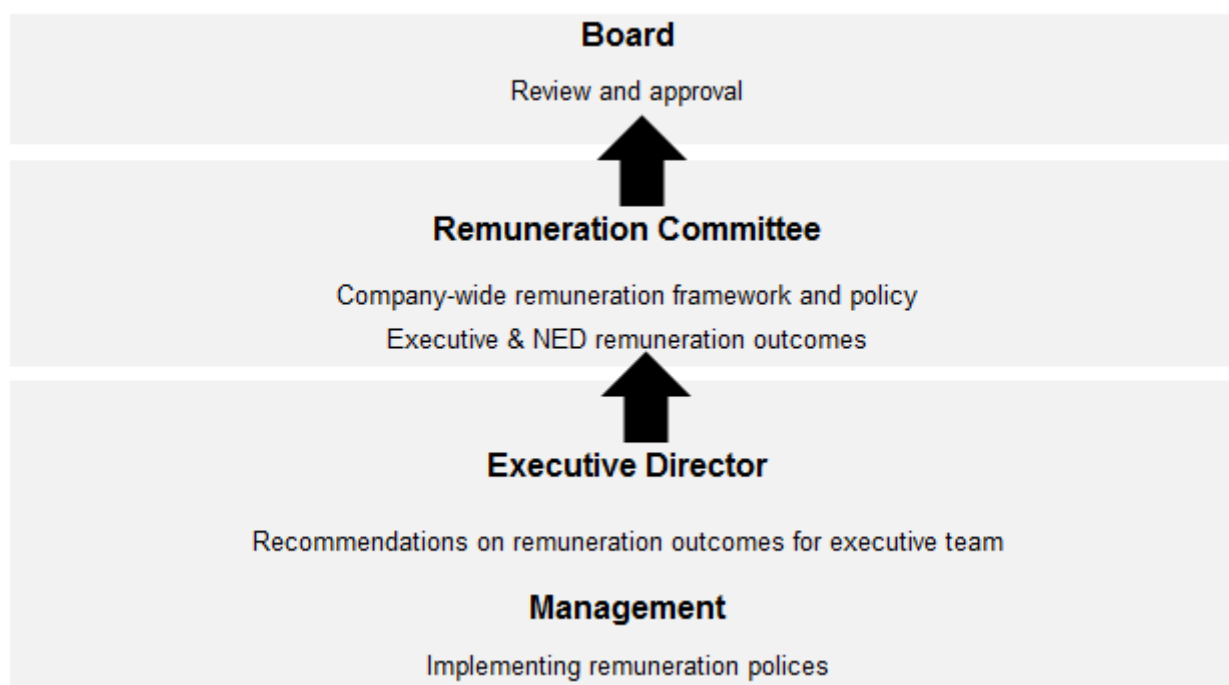 Board
Review and approval
Remuneration Committee
Company-wide remuneration framework and policy
Executive & NED remuneration outcomes
Executive Director
Recommendations on remuneration outcomes for executive team
Management
Implementing remuneration polices